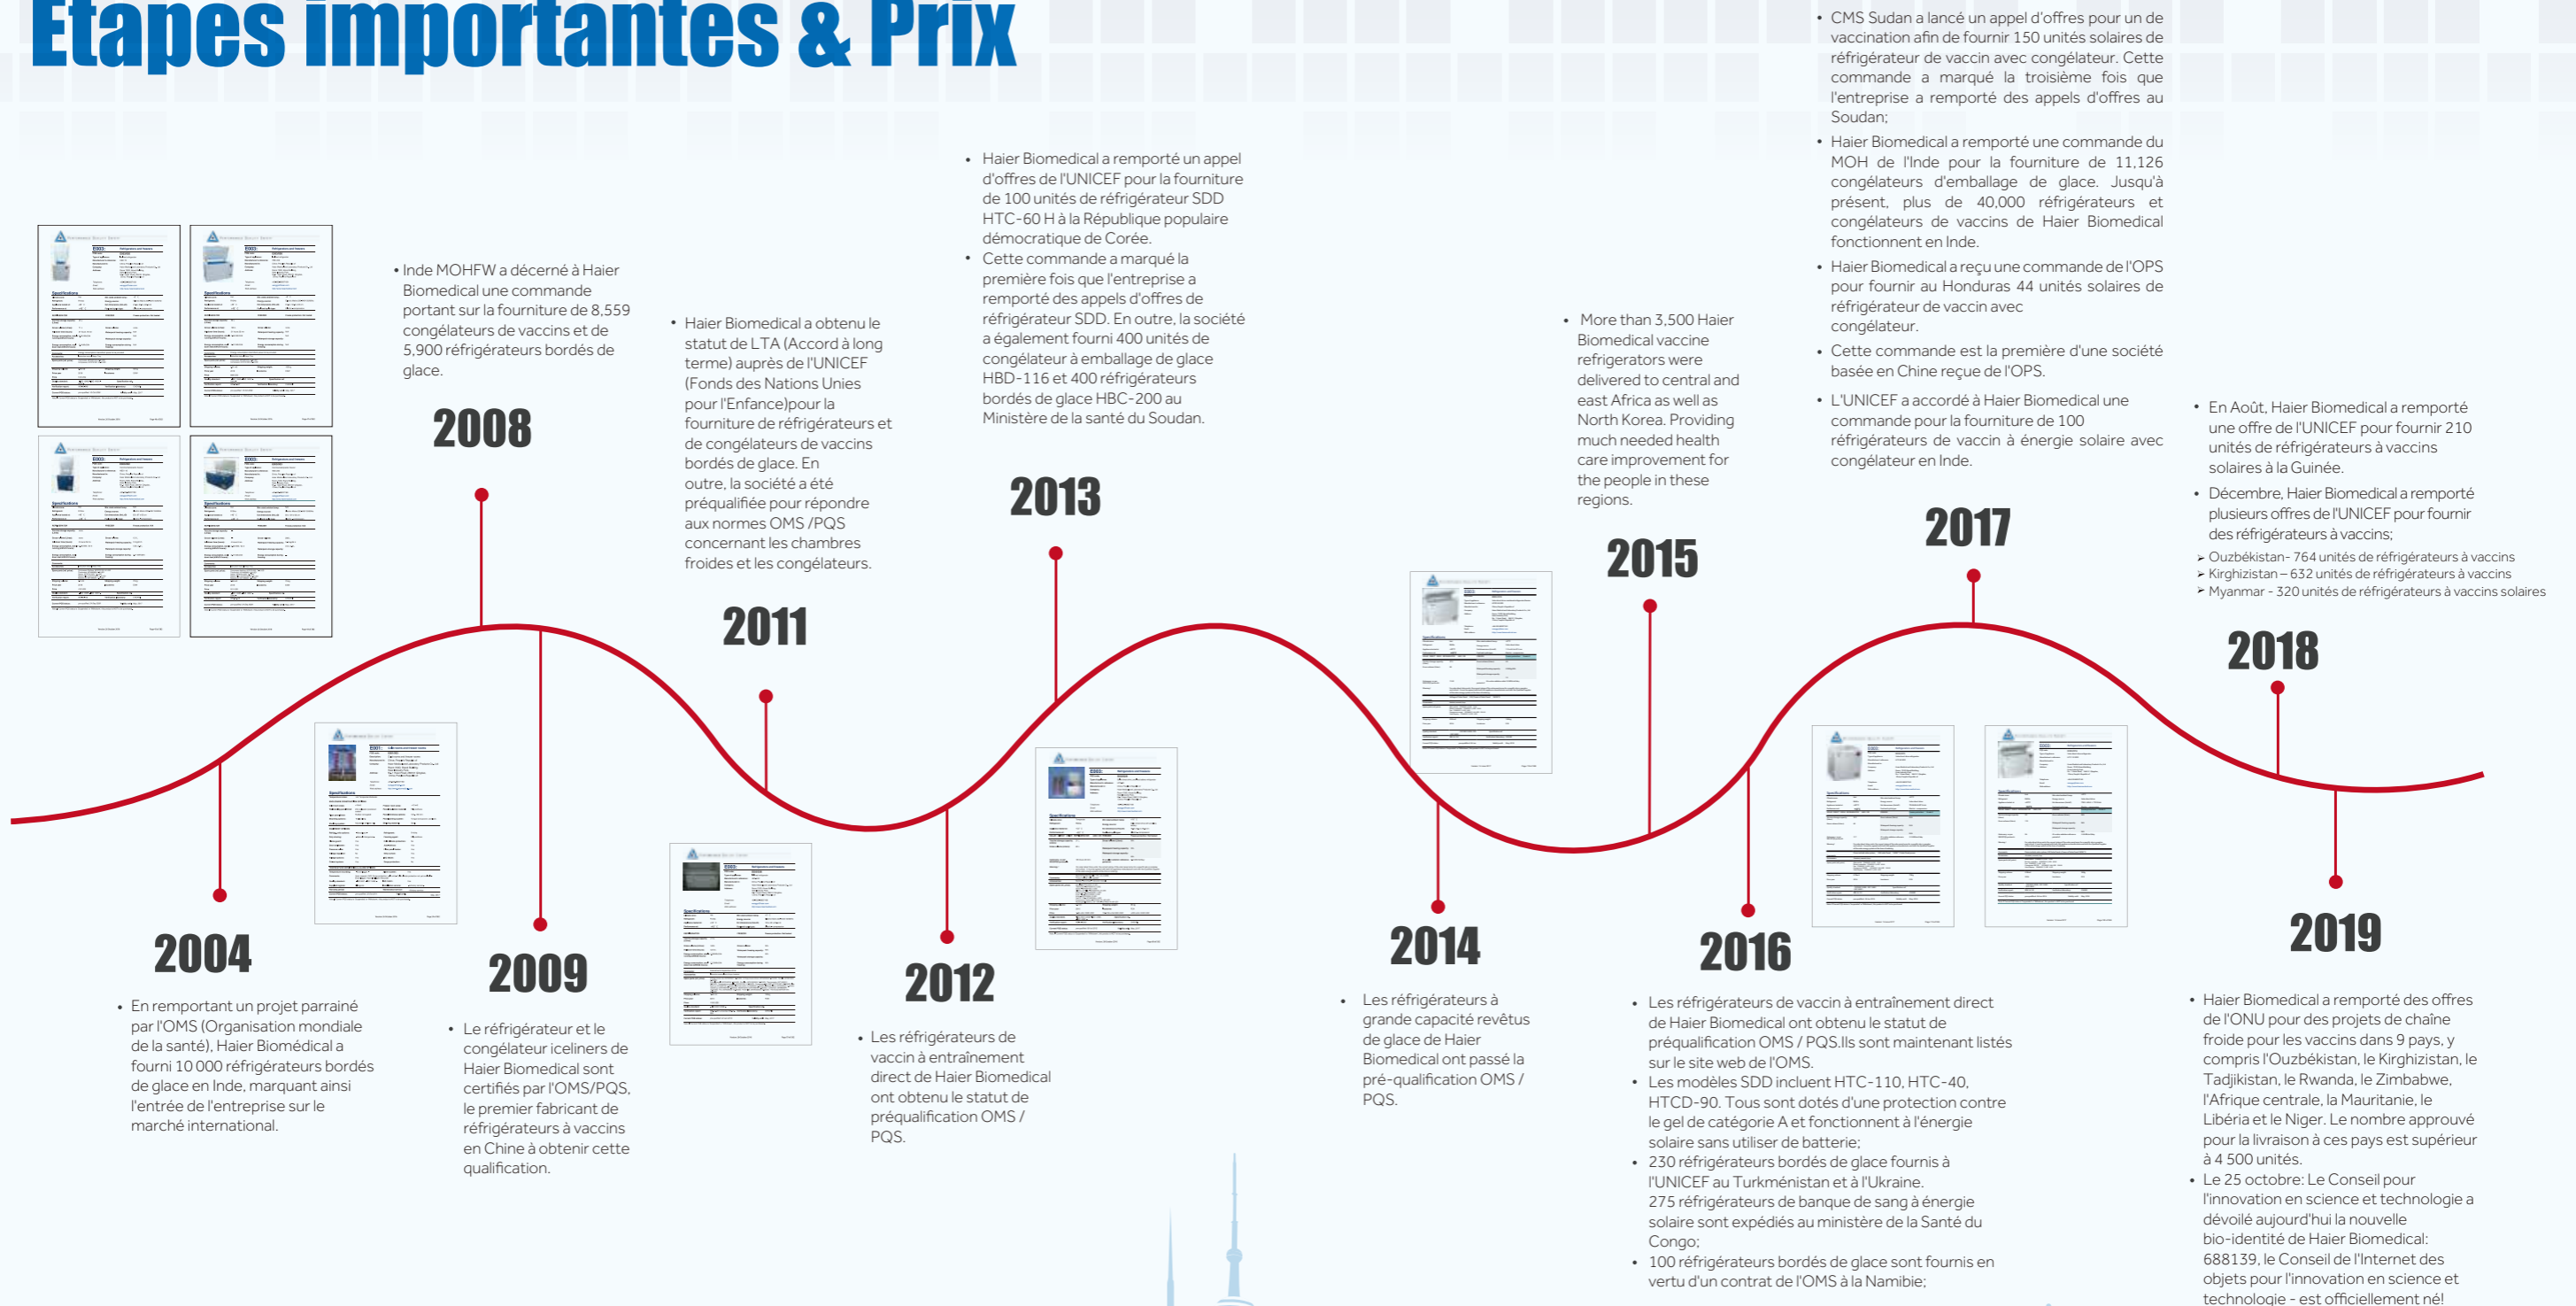 Etapes importantes & Prix
• Inde MOHFW a décerné à Haier
Biomedical une commande
portant sur la fourniture de 8,559
congélateurs de vaccins et de
5,900 réfrigérateurs bordés de
glace.
2008
• Haier Biomedical a obtenu le
statut de LTA (Accord à long
terme) auprès de l'UNICEF
(Fonds des Nations Unies
pour l'Enfance)pour la
fourniture de réfrigérateurs et
de congélateurs de vaccins
bordés de glace. En
outre, la société a été
préqualifiée pour répondre
aux normes OMS /PQS
concernant les chambres
froides et les congélateurs.
2011
• Haier Biomedical a remporté un appel
d'offres de l'UNICEF pour la fourniture
de 100 unités de réfrigérateur SDD
HTC-60 H à la République populaire
démocratique de Corée.
• Cette commande a marqué la
première fois que l'entreprise a
remporté des appels d'offres de
réfrigérateur SDD. En outre, la société
a également fourni 400 unités de
congélateur à emballage de glace
HBD-116 et 400 réfrigérateurs
bordés de glace HBC-200 au
Ministère de la santé du Soudan.
2013
• More than 3,500 Haier
Biomedical vaccine
refrigerators were
delivered to central and
east Africa as well as
North Korea. Providing
much needed health
care improvement for
the people in these
regions.
2015
• CMS Sudan a lancé un appel d'offres pour un de
vaccination afin de fournir 150 unités solaires de
réfrigérateur de vaccin avec congélateur. Cette
commande a marqué la troisième fois que
l'entreprise a remporté des appels d'offres au
Soudan;
• Haier Biomedical a remporté une commande du
MOH de l'Inde pour la fourniture de 11,126
congélateurs d'emballage de glace. Jusqu'à
présent, plus de 40,000 réfrigérateurs et
congélateurs de vaccins de Haier Biomedical
fonctionnent en Inde.
• Haier Biomedical a reçu une commande de l'OPS
pour fournir au Honduras 44 unités solaires de
réfrigérateur de vaccin avec
congélateur.
• Cette commande est la première d'une société
basée en Chine reçue de l'OPS.
• L'UNICEF a accordé à Haier Biomedical une
commande pour la fourniture de 100
réfrigérateurs de vaccin à énergie solaire avec
congélateur en Inde.
2017
• En Août, Haier Biomedical a remporté
une offre de l'UNICEF pour fournir 210
unités de réfrigérateurs à vaccins
solaires à la Guinée.
• Décembre, Haier Biomedical a remporté
plusieurs offres de l'UNICEF pour fournir
des réfrigérateurs à vaccins;
➢ Ouzbékistan- 764 unités de réfrigérateurs à vaccins
➢ Kirghizistan – 632 unités de réfrigérateurs à vaccins
➢ Myanmar - 320 unités de réfrigérateurs à vaccins solaires
2018
2004
• En remportant un projet parrainé
par l'OMS (Organisation mondiale
de la santé), Haier Biomédical a
fourni 10 000 réfrigérateurs bordés
de glace en Inde, marquant ainsi
l'entrée de l'entreprise sur le
marché international.
2009
• Le réfrigérateur et le
congélateur iceliners de
Haier Biomedical sont
certifiés par l'OMS/PQS,
le premier fabricant de
réfrigérateurs à vaccins
en Chine à obtenir cette
qualification.
2012
• Les réfrigérateurs de
vaccin à entraînement
direct de Haier Biomedical
ont obtenu le statut de
préqualification OMS /
PQS.
2014
• Les réfrigérateurs à
grande capacité revêtus
de glace de Haier
Biomedical ont passé la
pré-qualification OMS /
PQS.
2016
• Les réfrigérateurs de vaccin à entraînement direct
de Haier Biomedical ont obtenu le statut de
préqualification OMS / PQS.Ils sont maintenant listés
sur le site web de l'OMS.
• Les modèles SDD incluent HTC-110, HTC-40,
HTCD-90. Tous sont dotés d'une protection contre
le gel de catégorie A et fonctionnent à l'énergie
solaire sans utiliser de batterie;
• 230 réfrigérateurs bordés de glace fournis à
l'UNICEF au Turkménistan et à l'Ukraine.
275 réfrigérateurs de banque de sang à énergie
solaire sont expédiés au ministère de la Santé du
Congo;
• 100 réfrigérateurs bordés de glace sont fournis en
vertu d'un contrat de l'OMS à la Namibie;
2019
• Haier Biomedical a remporté des offres
de l'ONU pour des projets de chaîne
froide pour les vaccins dans 9 pays, y
compris l'Ouzbékistan, le Kirghizistan, le
Tadjikistan, le Rwanda, le Zimbabwe,
l'Afrique centrale, la Mauritanie, le
Libéria et le Niger. Le nombre approuvé
pour la livraison à ces pays est supérieur
à 4 500 unités.
• Le 25 octobre: Le Conseil pour
l'innovation en science et technologie a
dévoilé aujourd'hui la nouvelle
bio-identité de Haier Biomedical:
688139, le Conseil de l'Internet des
objets pour l'innovation en science et
technologie - est officiellement né!